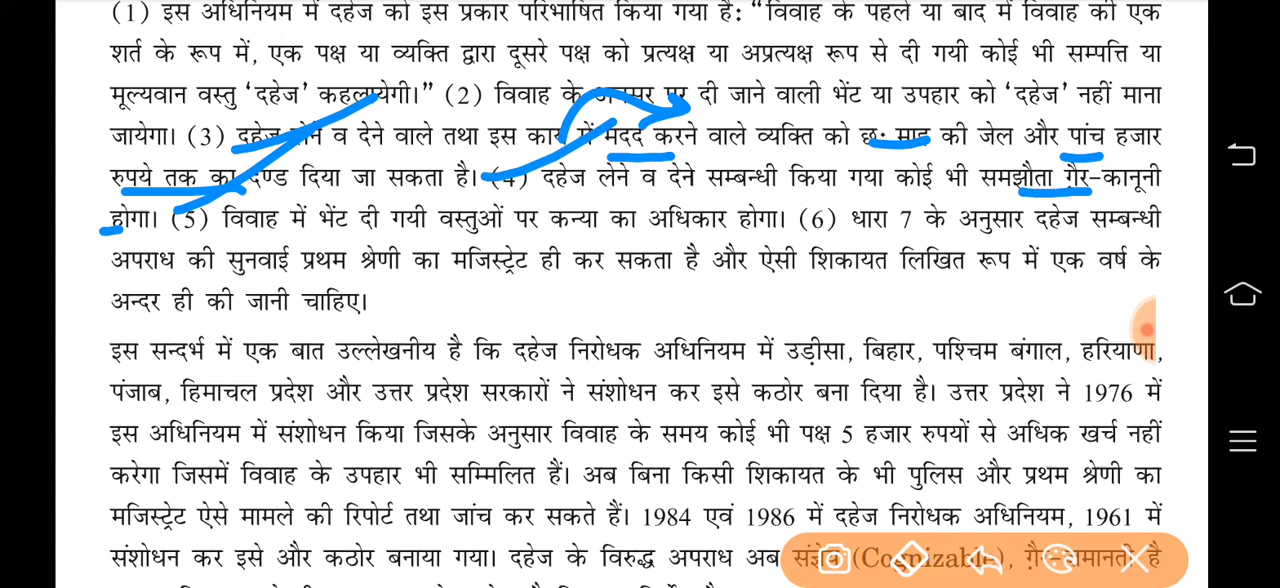 (1) इस अधिनियम में दहेज को इस प्रकार परिभाषित किया गया है: “विवाह के पहले या बाद में विवाह की एक
शर्त के रूप में, एक पक्ष या व्यक्ति द्वारा दूसरे पक्ष को प्रत्यक्ष या अप्रत्यक्ष रूप से दी गयी कोई भी सम्पत्ति या
मूल्यवान वस्तु ‘दहेज’ कहलायेगी।” (2) विवाह के अवसर पर दी जाने वाली भेंट या उपहार को ‘दहेज’ नहीं माना
जायेगा। (3) दहेज लेने व देने वाले तथा इस कार्य में मदद करने वाले व्यक्ति को छः माह की जेल और पांच हजार
रुपये तक का दण्ड दिया जा सकता है। (4) दहेज लेने व देने सम्बन्धी किया गया कोई भी समझौता ग़ैर-कानूनी
होगा। (5) विवाह में भेंट दी गयी वस्तुओं पर कन्या का अधिकार होगा। (6) धारा 7 के अनुसार दहेज सम्बन्धी
अपराध की सुनवाई प्रथम श्रेणी का मजिस्ट्रेट ही कर सकता है और ऐसी शिकायत लिखित रूप में एक वर्ष के
अन्दर ही की जानी चाहिए।
इस सन्दर्भ में एक बात उल्लेखनीय है कि दहेज निरोधक अधिनियम में उड़ीसा, बिहार, पश्चिम बंगाल, हरियाणा,
पंजाब, हिमाचल प्रदेश और उत्तर प्रदेश सरकारों ने संशोधन कर इसे कठोर बना दिया है। उत्तर प्रदेश ने 1976 में
इस अधिनियम में संशोधन किया जिसके अनुसार विवाह के समय कोई भी पक्ष 5 हजार रुपयों से अधिक खर्च नहीं
करेगा जिसमें विवाह के उपहार भी सम्मिलित हैं। अब बिना किसी शिकायत के भी पुलिस और प्रथम श्रेणी का
मजिस्ट्रेट ऐसे मामले की रिपोर्ट तथा जांच कर सकते हैं। 1984 एवं 1986 में दहेज निरोधक अधिनियम, 1961 में
संशोधन कर इसे और कठोर बनाया गया। दहेज के विरुद्ध अपराध अब संज्ञेय (Cognizable), ग़ैर-जमानती है